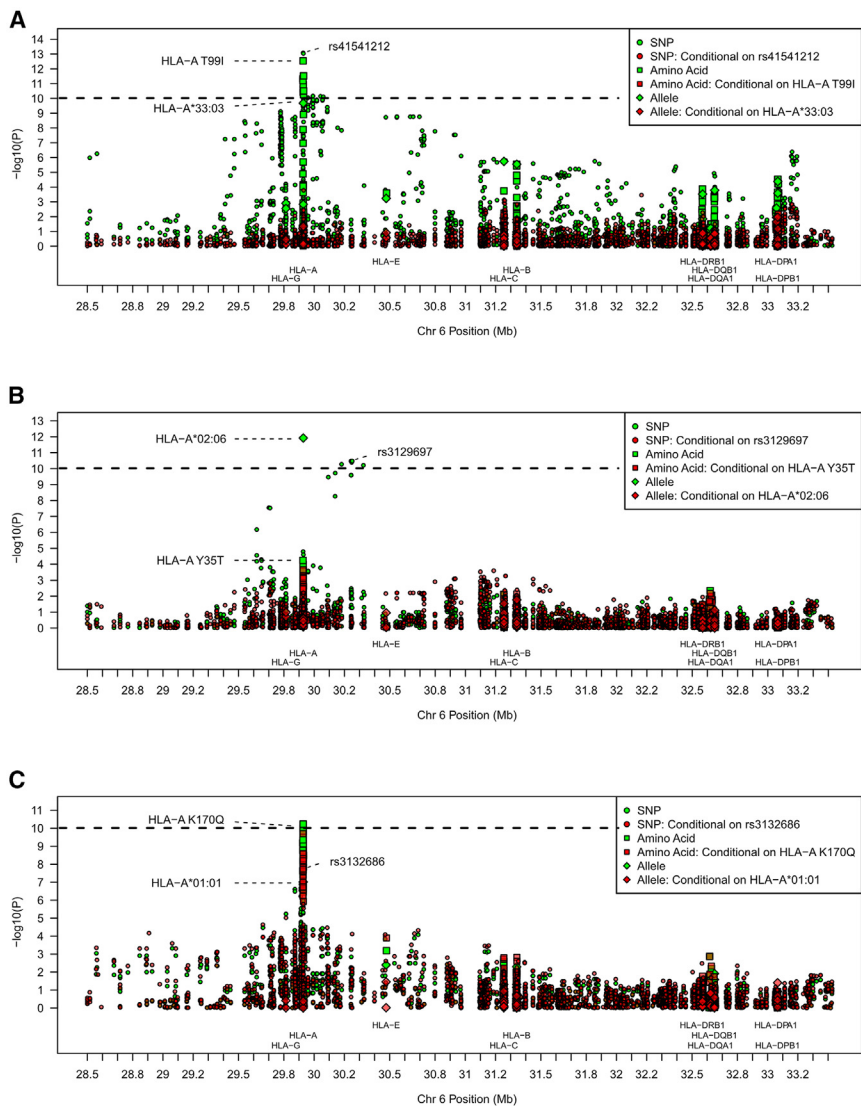 A
−log10(P)
14
13
12
11
10
9
8
7
6
5
4
3
2
1
0
rs41541212
HLA−A T99I
HLA−A*33:03
SNP
SNP: Conditional on rs41541212
Amino Acid
Amino Acid: Conditional on HLA−A T99I
Allele
Allele: Conditional on HLA−A*33:03
HLA−A HLA−E HLA−B HLA−DRB1 HLA−DPA1
HLA−DQB1
HLA−G HLA−C HLA−DQA1 HLA−DPB1
28.5 28.8 29 29.2 29.5 29.8 30 30.2 30.5 30.7 31 31.2 31.5 31.8 32 32.2 32.5 32.8 33 33.2
Chr 6 Position (Mb)
B
−log10(P)
13
12
11
10
9
8
7
6
5
4
3
2
1
0
HLA−A*02:06
rs3129697
HLA−A Y35T
SNP
SNP: Conditional on rs3129697
Amino Acid
Amino Acid: Conditional on HLA−A Y35T
Allele
Allele: Conditional on HLA−A*02:06
HLA−A HLA−E HLA−B HLA−DRB1 HLA−DPA1
HLA−DQB1
HLA−G HLA−C HLA−DQA1 HLA−DPB1
28.5 28.8 29 29.2 29.5 29.8 30 30.2 30.5 30.7 31 31.2 31.5 31.8 32 32.2 32.5 32.8 33 33.2
Chr 6 Position (Mb)
C
−log10(P)
11
10
9
8
7
6
5
4
3
2
1
0
HLA−A K170Q
rs3132686
HLA−A*01:01
SNP
SNP: Conditional on rs3132686
Amino Acid
Amino Acid: Conditional on HLA−A K170Q
Allele
Allele: Conditional on HLA−A*01:01
HLA−A HLA−E HLA−B HLA−DRB1 HLA−DPA1
HLA−DQB1
HLA−G HLA−C HLA−DQA1 HLA−DPB1
28.5 28.8 29 29.2 29.5 29.8 30 30.2 30.5 30.7 31 31.2 31.5 31.8 32 32.2 32.5 32.8 33 33.2
Chr 6 Position (Mb)